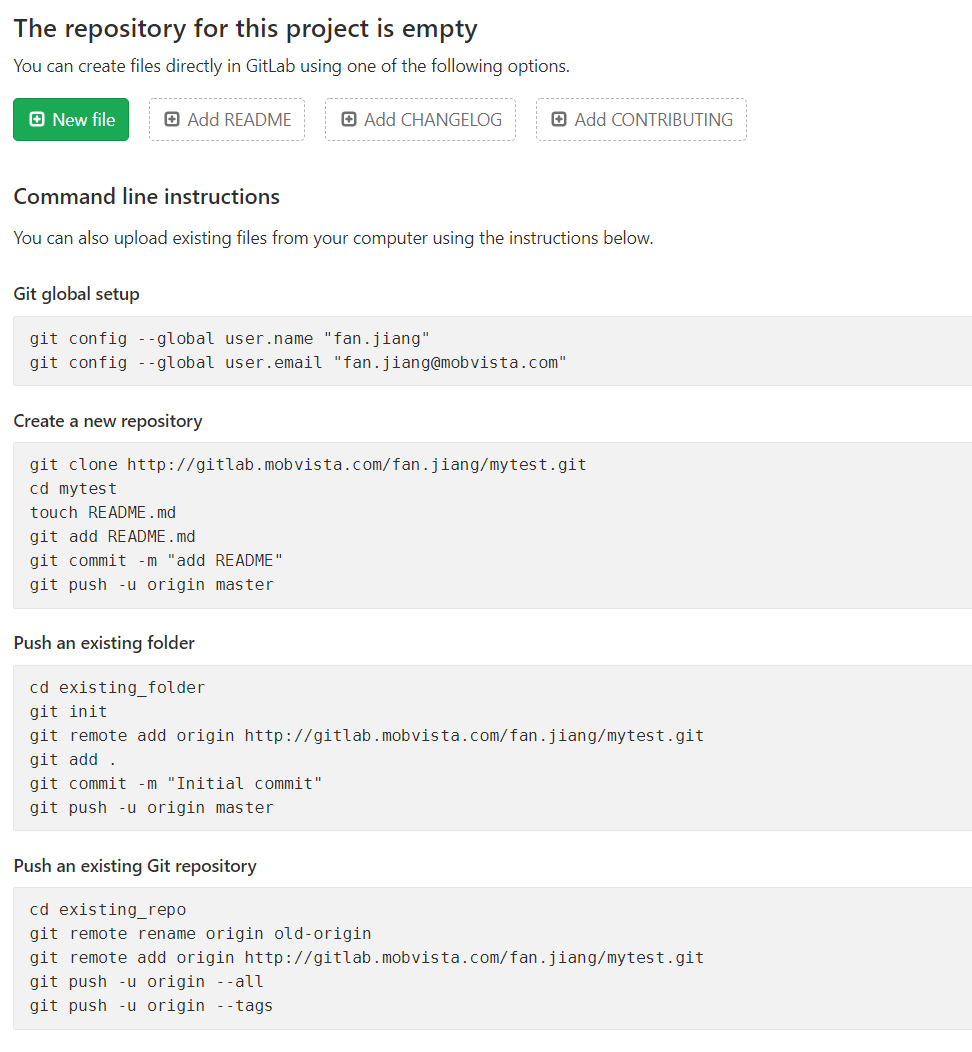 The repository for this project is empty
You can create files directly in GitLab using one of the following options.
New file Add README Add CHANGELOG Add CONTRIBUTING
Command line instructions
You can also upload existing files from your computer using the instructions below.
Git global setup
git config --global user.name "fan.jiang"
git config --global user.email "fan.jiang@mobvista.com"
Create a new repository
git clone http://gitlab.mobvista.com/fan.jiang/mytest.git
cd mytest
touch README.md
git add README.md
git commit -m "add README"
git push -u origin master
Push an existing folder
cd existing_folder
git init
git remote add origin http://gitlab.mobvista.com/fan.jiang/mytest.git
git add .
git commit -m "Initial commit"
git push -u origin master
Push an existing Git repository
cd existing_repo
git remote rename origin old-origin
git remote add origin http://gitlab.mobvista.com/fan.jiang/mytest.git
git push -u origin --all
git push -u origin --tags